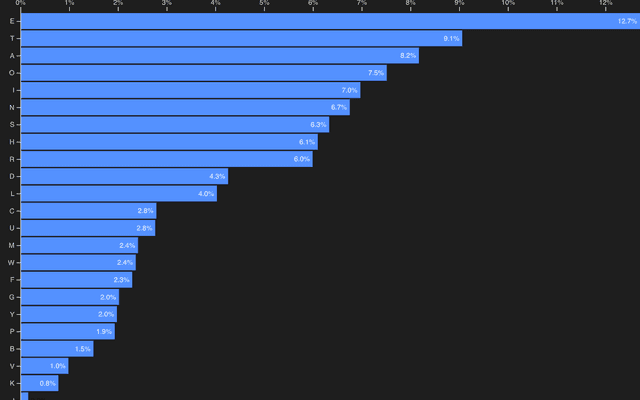 0% 1% 2% 3% 4% 5% 6% 7% 8% 9% 10% 11% 12%
E 12.7%
T 9.1%
A 8.2%
O 7.5%
I 7.0%
N 6.7%
S 6.3%
H 6.1%
R 6.0%
D 4.3%
L 4.0%
C 2.8%
U 2.8%
M 2.4%
W 2.4%
F 2.3%
G 2.0%
Y 2.0%
P 1.9%
B 1.5%
V 1.0%
K 0.8%